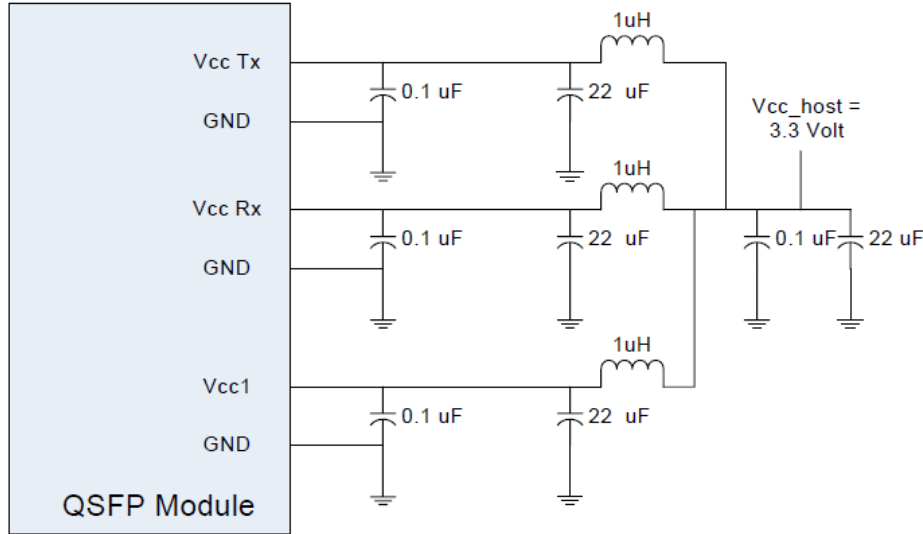 1uH
Vcc Tx
0.1 uF
22 uF
GND
Vcc_host =
3.3 Volt
1uH
Vcc Rx
0.1 uF
22 uF
0.1 uF
22 uF
GND
1uH
Vcc1
0.1 uF
22 uF
GND
QSFP Module